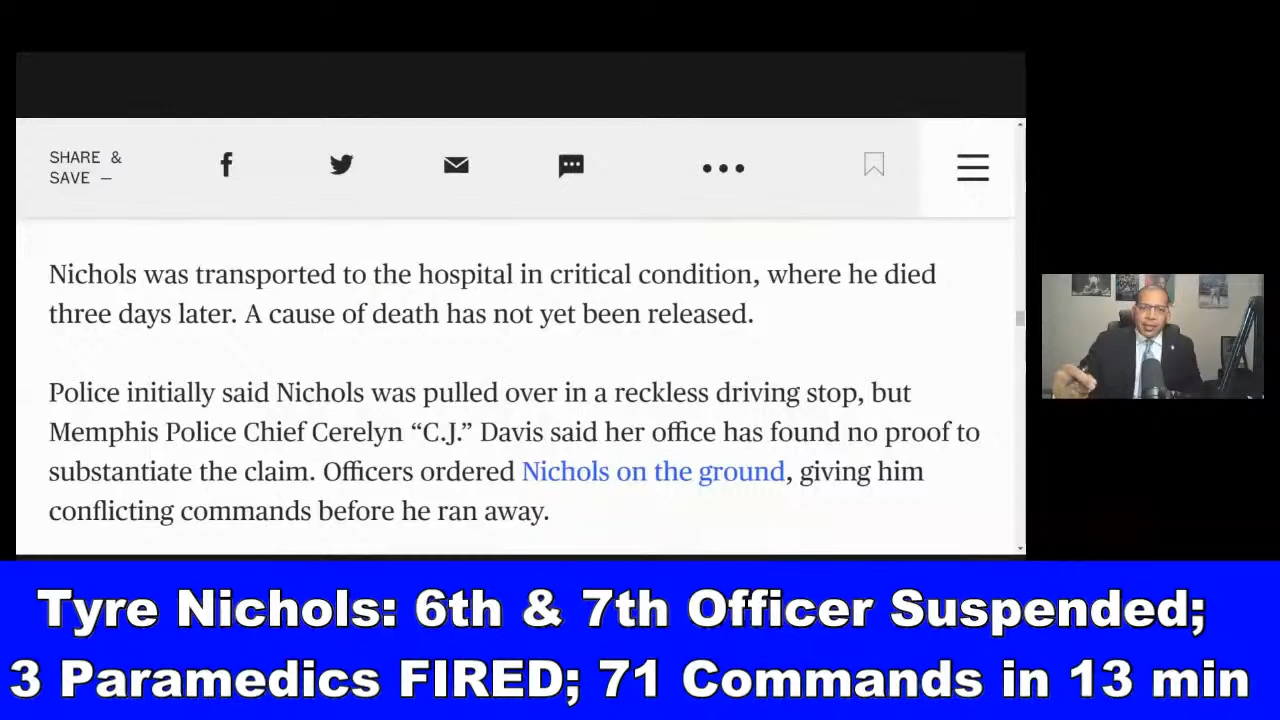 SHARE &
SAVE —
Nichols was transported to the hospital in critical condition, where he died
three days later. A cause of death has not yet been released.
Police initially said Nichols was pulled over in a reckless driving stop, but
Memphis Police Chief Cerelyn “C.J.” Davis said her office has found no proof to
substantiate the claim. Officers ordered Nichols on the ground, giving him
conflicting commands before he ran away.
Tyre Nichols: 6th & 7th Officer Suspended;
3 Paramedics FIRED; 71 Commands in 13 min